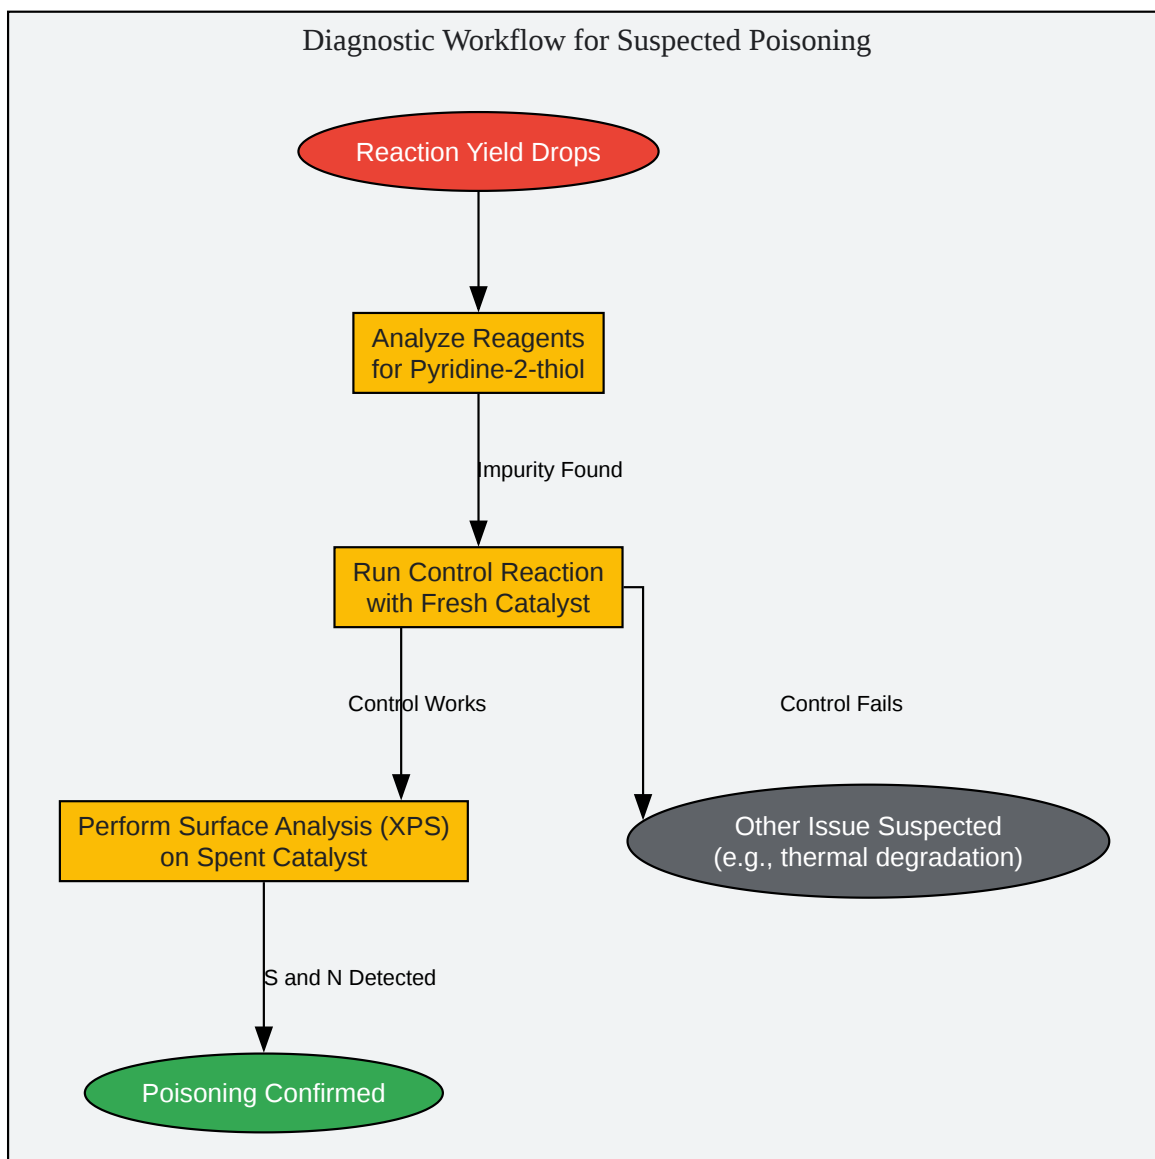 Diagnostic Workflow for Suspected Poisoning
Reaction Yield Drops
Analyze Reagents
for Pyridine-2-thiol
Impurity Found
Run Control Reaction
with Fresh Catalyst
Control Works
Control Fails
Perform Surface Analysis (XPS)
on Spent Catalyst
Other Issue Suspected
(e.g., thermal degradation)
S and N Detected
Poisoning Confirmed